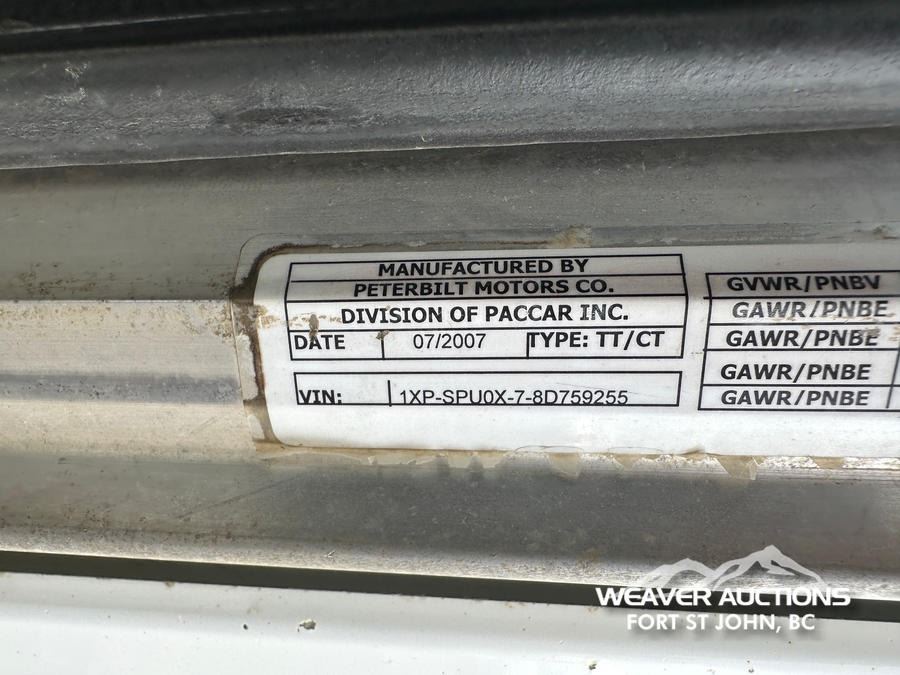 MANUFACTURED BY
PETERBILT MOTORS CO.
DIVISION OF PACCAR INC.
DATE 07/2007 TYPE: TT/CT
VIN: 1XP-SPU0X-7-8D759255
GVWR/PNBV
GAWR/PNBE
GAWR/PNBE
GAWR/PNBE
GAWR/PNBE
WEAVER AUCTIONS
FORT ST JOHN, BC